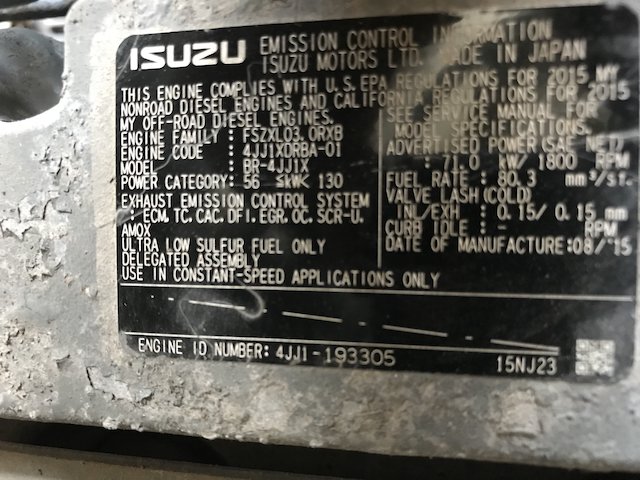 ISUZU EMISSION CONTROL INFORMATION
ISUZU MOTORS LTD. MADE IN JAPAN
THIS ENGINE COMPLIES WITH U.S.EPA REGULATIONS FOR 2015 MY
NONROAD DIESEL ENGINES AND CALIFORNIA REGULATIONS FOR 2015
MY OFF-ROAD DIESEL ENGINES.
ENGINE FAMILY : FSZXL03.0RXB
ENGINE CODE : 4JJ1XDRBA-01
MODEL : BR-4JJ1X
POWER CATEGORY: 56 ≤kW< 130
EXHAUST EMISSION CONTROL SYSTEM
: ECM,TC,CAC,DFI,EGR,OC,SCR-U,
AMOX
ULTRA LOW SULFUR FUEL ONLY
DELEGATED ASSEMBLY
USE IN CONSTANT-SPEED APPLICATIONS ONLY
SEE SERVICE MANUAL FOR
MODEL SPECIFICATIONS.
ADVERTISED POWER(SAE NET)
: 71.0 kW/ 1800 RPM
FUEL RATE: 80.3 mm³/st.
VALVE LASH(COLD)
INL/EXH : 0.15/ 0.15 mm
CURB IDLE : - RPM
DATE OF MANUFACTURE:08/'15
ENGINE ID NUMBER: 4JJ1-193305
15NJ23